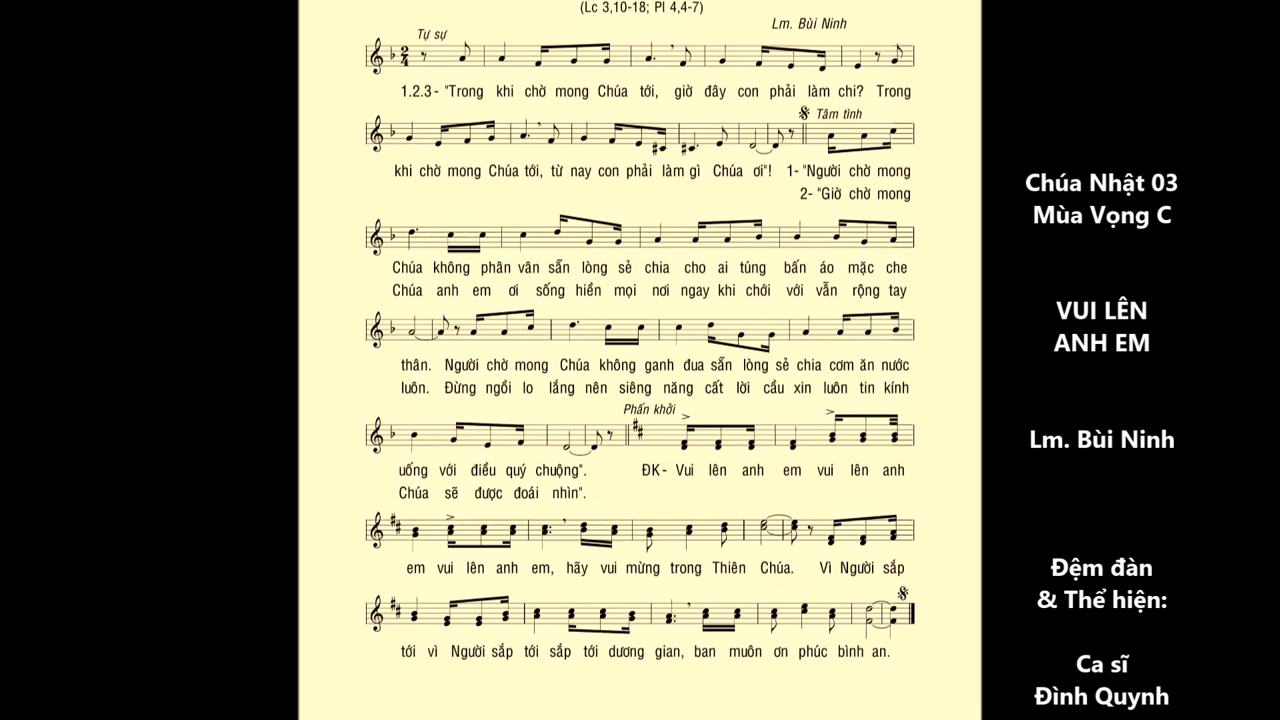 (Lc 3,10-18; Pl 4,4-7)
Lm. Bùi Ninh
Tự sự
1.2.3- "Trong khi chờ mong Chúa tới, giờ đây con phải làm chi? Trong
Tâm tình
khi chờ mong Chúa tới, từ nay con phải làm gì Chúa ơi"! 1- "Người chờ mong
2- "Giờ chờ mong
Chúa không phân vân sẵn lòng sẻ chia cho ai túng bấn áo mặc che
Chúa anh em ơi sống hiền mọi nơi ngay khi chới với vẫn rộng tay
thân. Người chờ mong Chúa không ganh đua sẵn lòng sẻ chia cơm ăn nước
luôn. Đừng ngồi lo lắng nên siêng năng cất lời cầu xin luôn tin kính
Phấn khởi
uống với điều quý chuộng". ĐK- Vui lên anh em vui lên anh
Chúa sẽ được đoái nhìn".
em vui lên anh em, hãy vui mừng trong Thiên Chúa. Vì Người sắp
tới vì Người sắp tới sắp tới dương gian, ban muôn ơn phúc bình an.
Chúa Nhật 03
Mùa Vọng C
VUI LÊN
ANH EM
Lm. Bùi Ninh
Đệm đàn
& Thể hiện:
Ca sĩ
Đình Quynh